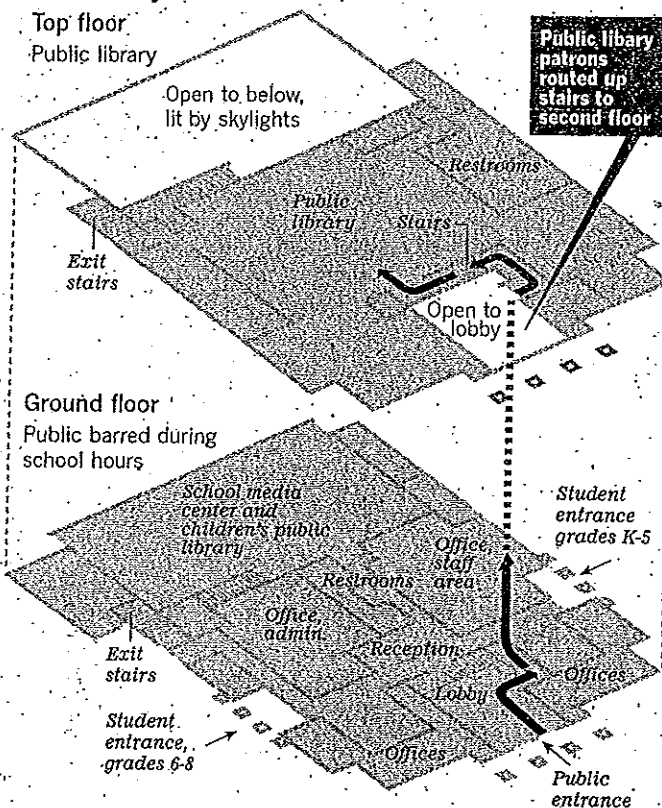 Top floor
Public library
Public libary
patrons
routed up
stairs to
second floor
Open to below,
lit by skylights
Restrooms
Public
library
Stairs
Exit
stairs
Open to
lobby
Ground floor
Public barred during
school hours
School media
center and
children's public
library
Student
entrance
grades K-5
Office,
staff
area
Restrooms
Office,
admin.
Reception
Exit
stairs
Offices
Lobby
Student
entrance,
grades 6-8
Offices
Public
entrance